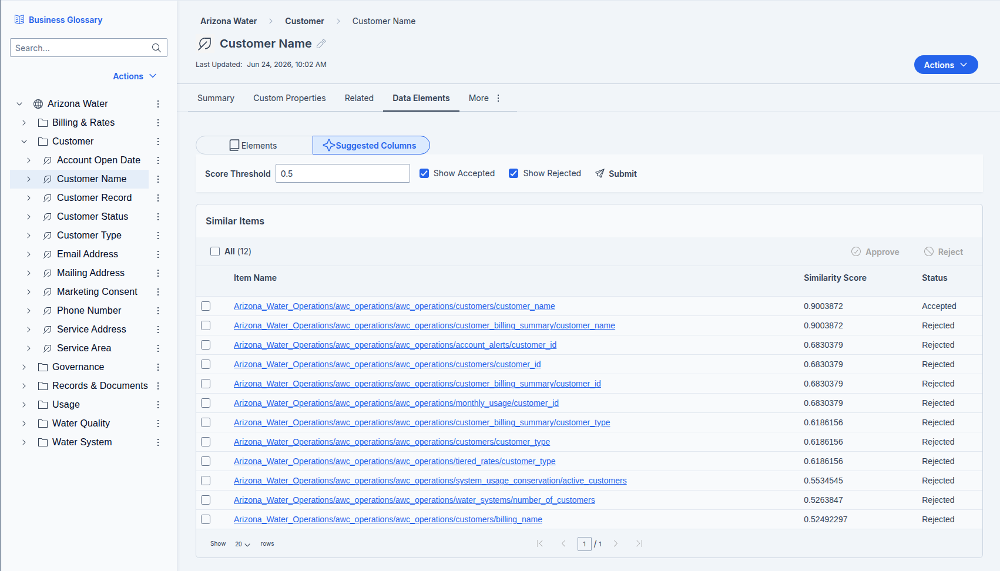 Business Glossary
Search...
Actions
Arizona Water
Billing & Rates
Customer
Account Open Date
Customer Name
Customer Record
Customer Status
Customer Type
Email Address
Mailing Address
Marketing Consent
Phone Number
Service Address
Service Area
Governance
Records & Documents
Usage
Water Quality
Water System
Arizona Water > Customer > Customer Name
Customer Name
Last Updated: Jun 24, 2026, 10:02 AM
Actions
Summary Custom Properties Related Data Elements More
Elements Suggested Columns
Score Threshold 0.5 Show Accepted Show Rejected Submit
Similar Items
All (12) Approve Reject
Item Name Similarity Score Status
Arizona_Water_Operations/awc_operations/awc_operations/customers/customer_name 0.9003872 Accepted
Arizona_Water_Operations/awc_operations/awc_operations/customer_billing_summary/customer_name 0.9003872 Rejected
Arizona_Water_Operations/awc_operations/awc_operations/account_alerts/customer_id 0.6830379 Rejected
Arizona_Water_Operations/awc_operations/awc_operations/customers/customer_id 0.6830379 Rejected
Arizona_Water_Operations/awc_operations/awc_operations/customer_billing_summary/customer_id 0.6830379 Rejected
Arizona_Water_Operations/awc_operations/awc_operations/monthly_usage/customer_id 0.6830379 Rejected
Arizona_Water_Operations/awc_operations/awc_operations/customer_billing_summary/customer_type 0.6186156 Rejected
Arizona_Water_Operations/awc_operations/awc_operations/customers/customer_type 0.6186156 Rejected
Arizona_Water_Operations/awc_operations/awc_operations/tiered_rates/customer_type 0.6186156 Rejected
Arizona_Water_Operations/awc_operations/awc_operations/system_usage_conservation/active_customers 0.5534545 Rejected
Arizona_Water_Operations/awc_operations/awc_operations/water_systems/number_of_customers 0.5263847 Rejected
Arizona_Water_Operations/awc_operations/awc_operations/customers/billing_name 0.52492297 Rejected
Show 20 rows 1 / 1